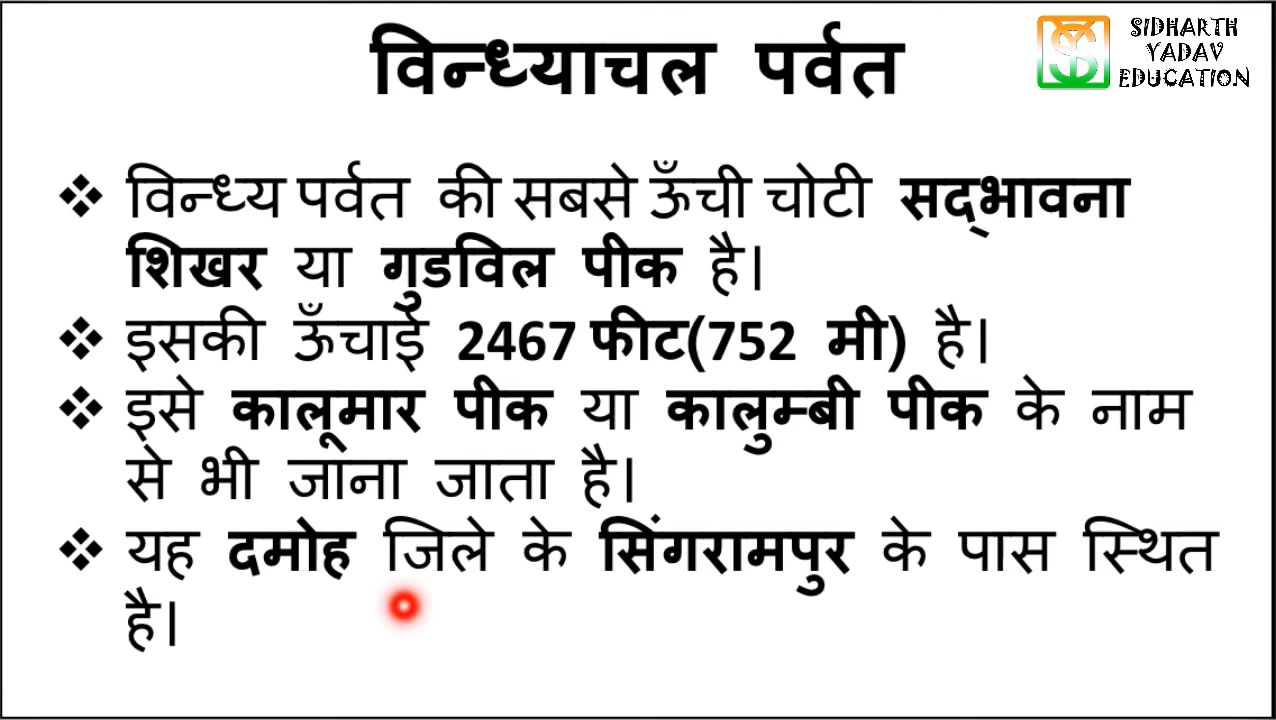 विन्ध्याचल पर्वत
SIDHARTH
YADAV
EDUCATION
❖ विन्ध्य पर्वत की सबसे ऊँची चोटी सद्‌भावना
शिखर या गुडविल पीक है।
❖ इसकी ऊँचाई 2467 फीट(752 मी) है।
❖ इसे कालूमार पीक या कालुम्बी पीक के नाम
से भी जाना जाता है।
❖ यह दमोह जिले के सिंगरामपुर के पास स्थित
है।